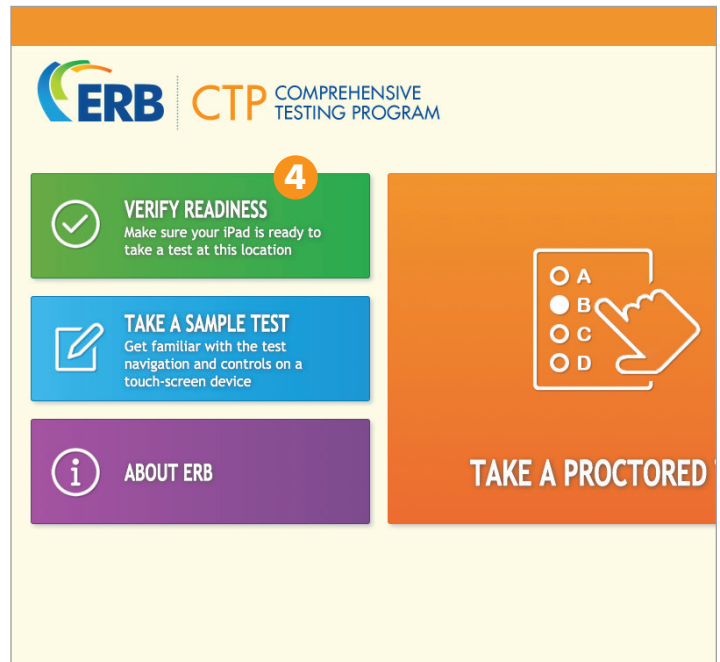 ERB
CTP
COMPREHENSIVE
TESTING PROGRAM
4
VERIFY READINESS
Make sure your iPad is ready to
take a test at this location
TAKE A SAMPLE TEST
Get familiar with the test
navigation and controls on a
touch-screen device
i
ABOUT ERB
A
B
C
D
TAKE A PROCTORED